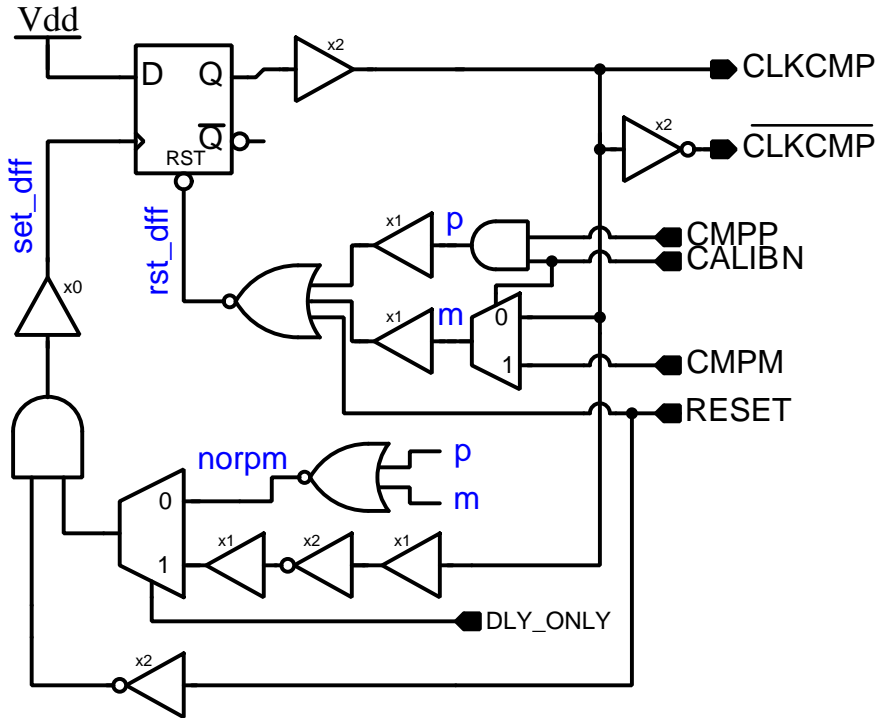 Vdd
D
Q
Q
RST
x2
CLKCMP
x2
CLKCMP
set_dff
rst_dff
x1
p
CMPP
CALIBN
x0
x1
m
0
1
CMPM
RESET
norpm
p
m
0
1
x1
x2
x1
DLY_ONLY
x2